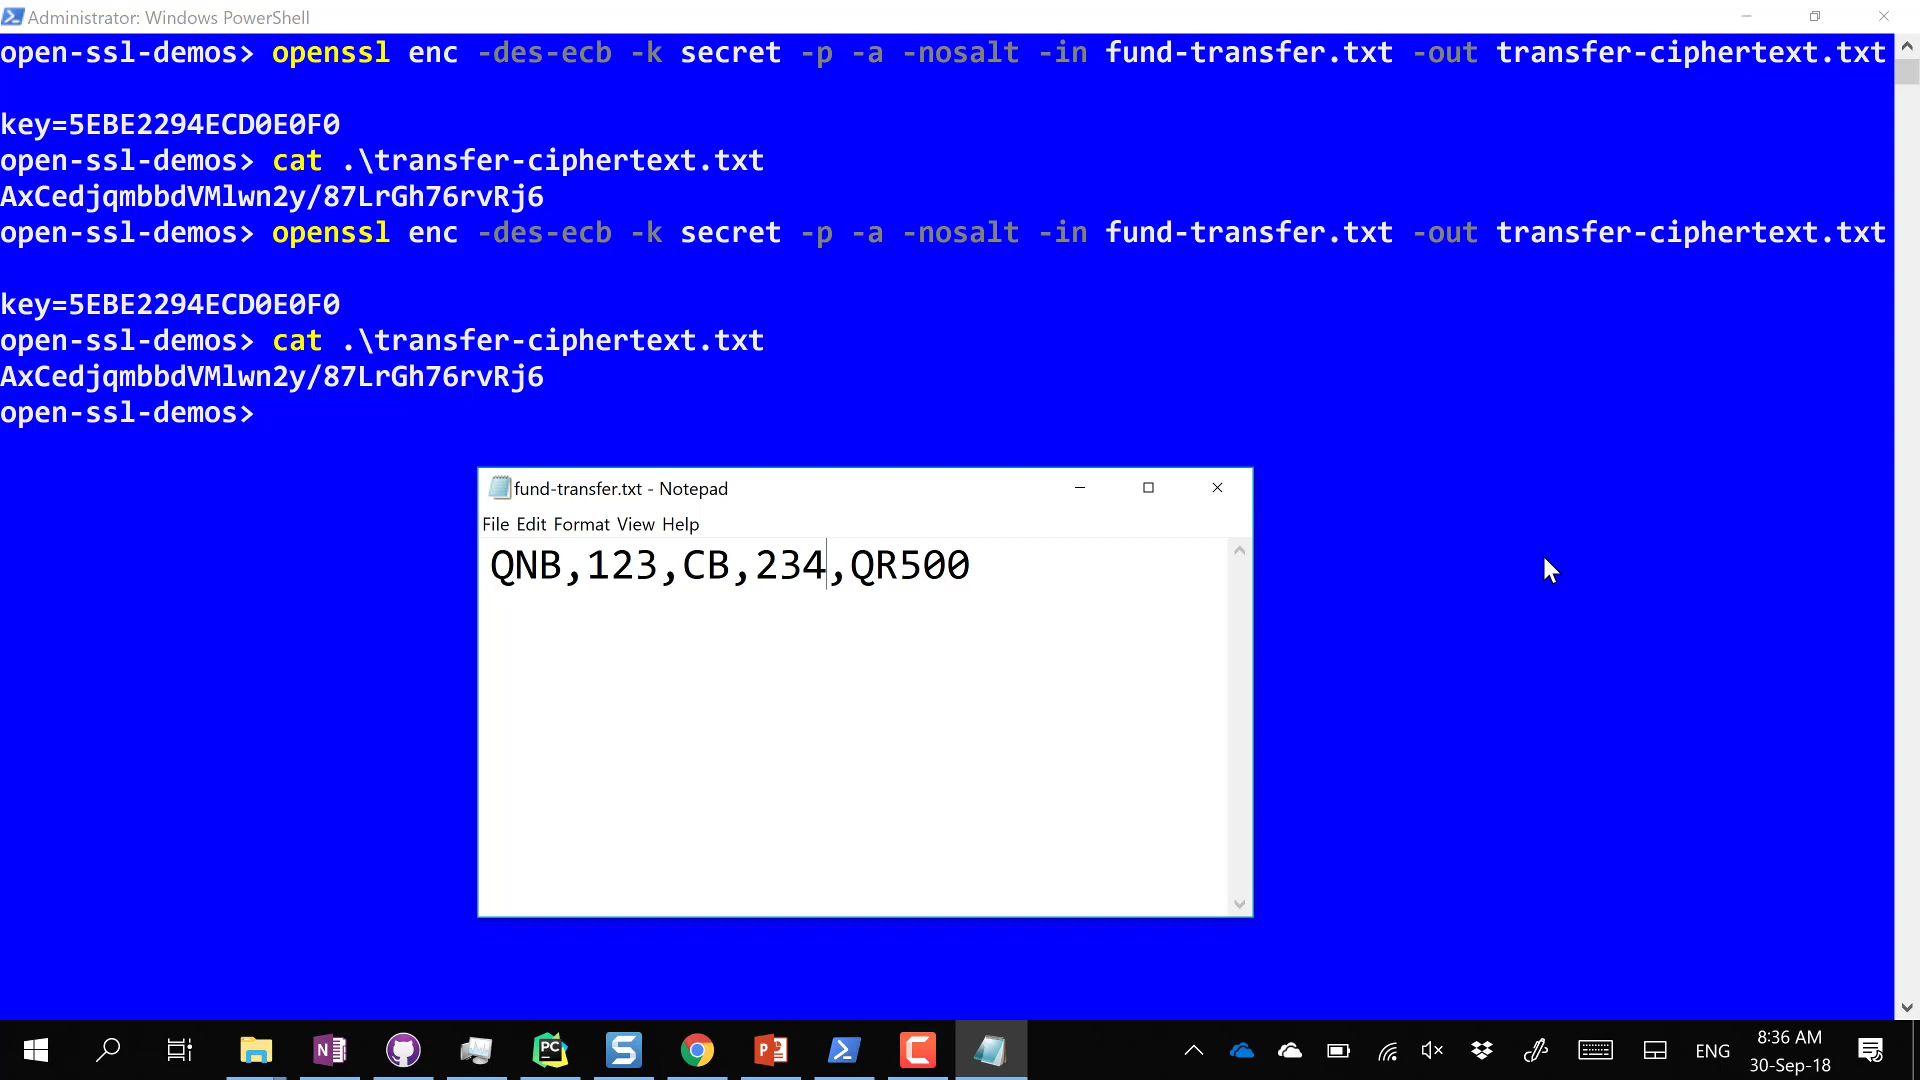 Administrator: Windows PowerShell
open-ssl-demos> openssl enc -des-ecb -k secret -p -a -nosalt -in fund-transfer.txt -out transfer-ciphertext.txt
key=5EBE2294ECD0E0F0
open-ssl-demos> cat .\transfer-ciphertext.txt
AxCedjqmbbdVMlwn2y/87LrGh76rvRj6
open-ssl-demos> openssl enc -des-ecb -k secret -p -a -nosalt -in fund-transfer.txt -out transfer-ciphertext.txt
key=5EBE2294ECD0E0F0
open-ssl-demos> cat .\transfer-ciphertext.txt
AxCedjqmbbdVMlwn2y/87LrGh76rvRj6
open-ssl-demos>
fund-transfer.txt - Notepad
File Edit Format View Help
QNB,123,CB,234,QR500
ENG
8:36 AM
30-Sep-18